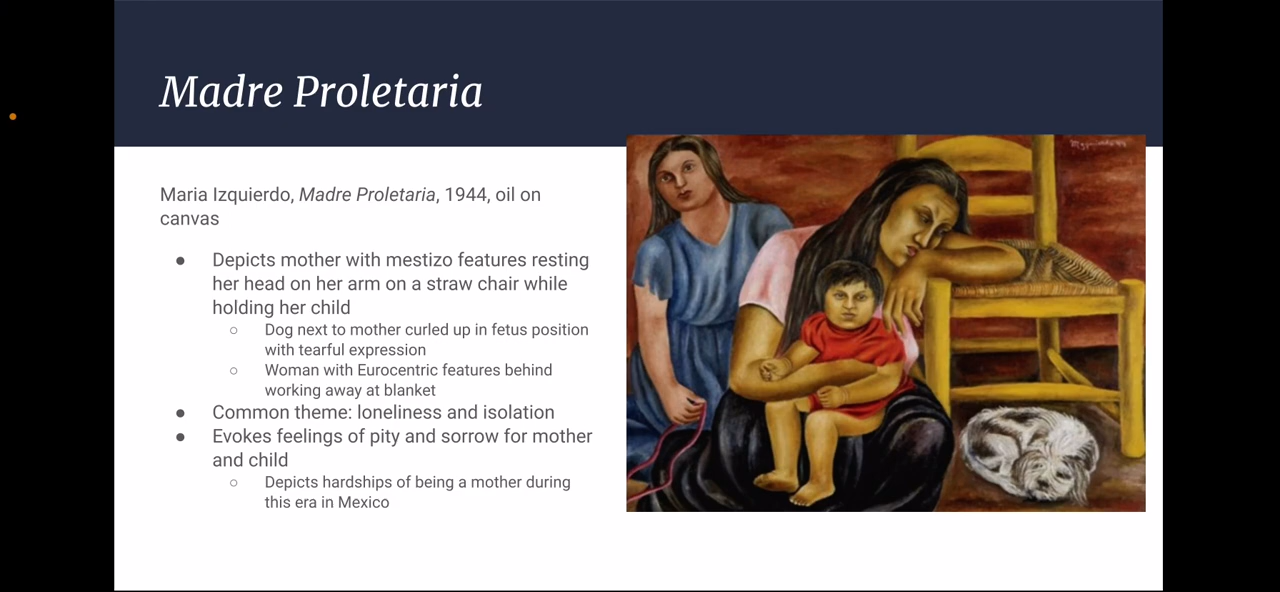 Madre Proletaria
Maria Izquierdo, Madre Proletaria, 1944, oil on
canvas
● Depicts mother with mestizo features resting
her head on her arm on a straw chair while
holding her child
○ Dog next to mother curled up in fetus position
with tearful expression
○ Woman with Eurocentric features behind
working away at blanket
● Common theme: loneliness and isolation
● Evokes feelings of pity and sorrow for mother
and child
○ Depicts hardships of being a mother during
this era in Mexico